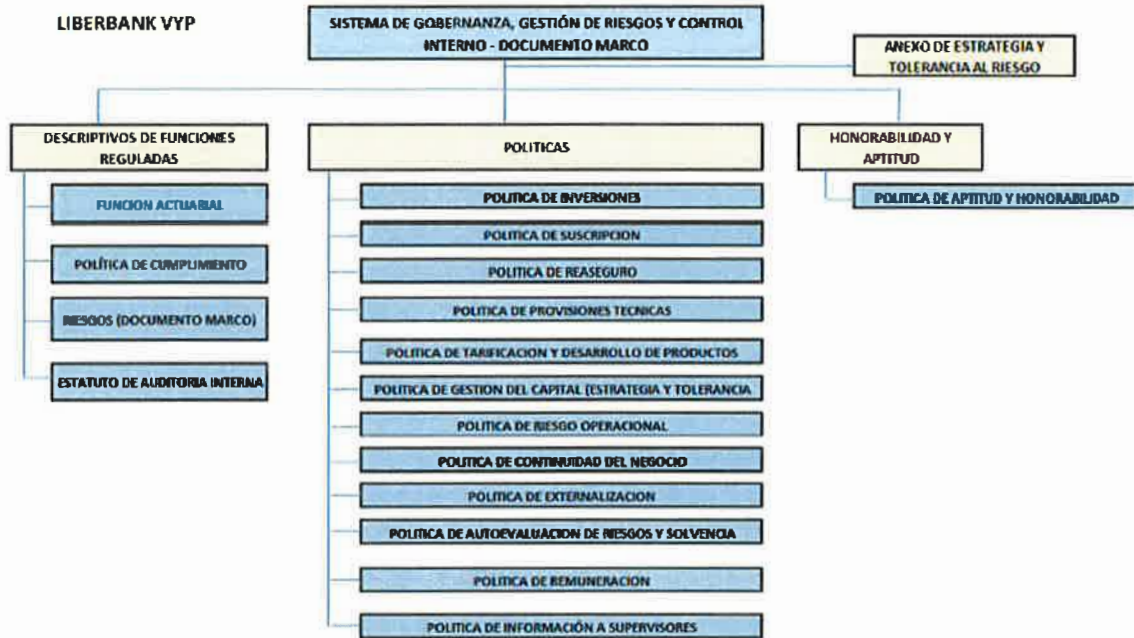 LIBERBANK VYP
SISTEMA DE GOBERNANZA, GESTIÓN DE RIESGOS Y CONTROL
INTERNO - DOCUMENTO MARCO
ANEXO DE ESTRATEGIA Y
TOLERANCIA AL RIESGO
DESCRIPTIVOS DE FUNCIONES
REGULADAS
FUNCION ACTUARIAL
POLÍTICA DE CUMPLIMIENTO
RIESGOS (DOCUMENTO MARCO)
ESTATUTO DE AUDITORIA INTERNA
POLITICAS
POLITICA DE INVERSIONES
POLITICA DE SUSCRIPCION
POLITICA DE REASEGURO
POLITICA DE PROVISIONES TECNICAS
POLITICA DE TARIFICACION Y DESARROLLO DE PRODUCTOS
POLITICA DE GESTION DEL CAPITAL (ESTRATEGIA Y TOLERANCIA
POLITICA DE RIESGO OPERACIONAL
POLITICA DE CONTINUIDAD DEL NEGOCIO
POLITICA DE EXTERNALIZACION
POLITICA DE AUTOEVALUACION DE RIESGOS Y SOLVENCIA
POLITICA DE REMUNERACION
POLITICA DE INFORMACIÓN A SUPERVISORES
HONORABILIDAD Y
APTITUD
POLITICA DE APTITUD Y HONORABILIDAD